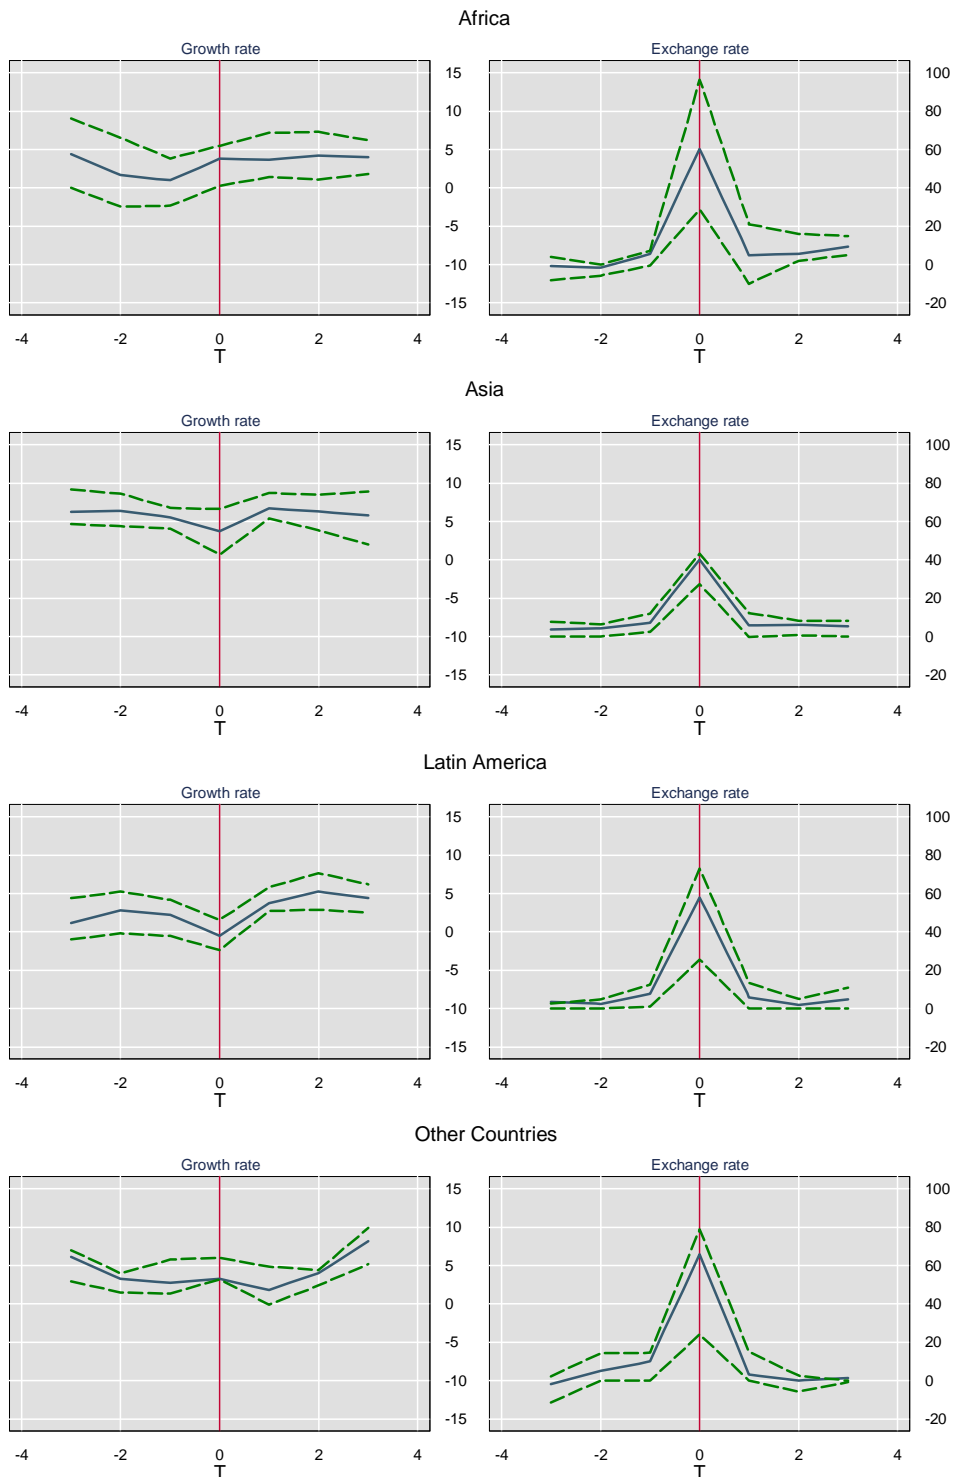 Africa
Growth rate Exchange rate
15 100
10 80
5 60
0 40
-5 20
-10 0
-15 -20
-4 -2 0 2 4 -4 -2 0 2 4
T T
Asia
Growth rate Exchange rate
15 100
10 80
5 60
0 40
-5 20
-10 0
-15 -20
-4 -2 0 2 4 -4 -2 0 2 4
T T
Latin America
Growth rate Exchange rate
15 100
10 80
5 60
0 40
-5 20
-10 0
-15 -20
-4 -2 0 2 4 -4 -2 0 2 4
T T
Other Countries
Growth rate Exchange rate
15 100
10 80
5 60
0 40
-5 20
-10 0
-15 -20
-4 -2 0 2 4 -4 -2 0 2 4
T T